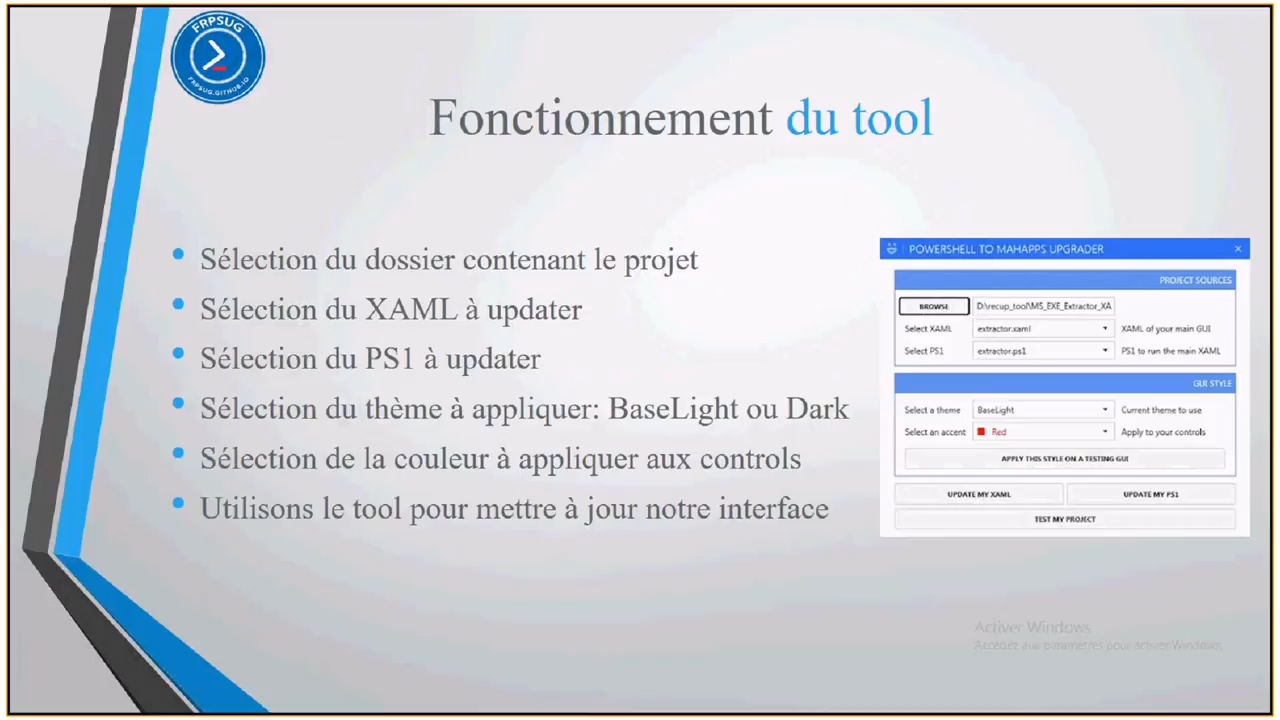 FRPSUG
FRPSUG.GITHUB.IO
Fonctionnement du tool
Sélection du dossier contenant le projet
Sélection du XAML à updater
Sélection du PS1 à updater
Sélection du thème à appliquer: BaseLight ou Dark
Sélection de la couleur à appliquer aux controls
Utilisons le tool pour mettre à jour notre interface
POWERSHELL TO MAHAPPS UPGRADER
PROJECT SOURCES
BROWSE D:\recup_tool\MS_EXE_Extractor_XA
Select XAML extractor.xaml XAML of your main GUI
Select PS1 extractor.ps1 PS1 to run the main XAML
GUI STYLE
Select a theme BaseLight Current theme to use
Select an accent Red Apply to your controls
APPLY THIS STYLE ON A TESTING GUI
UPDATE MY XAML UPDATE MY PS1
TEST MY PROJECT
Activer Windows
Accédez aux paramètres pour activer Windows.